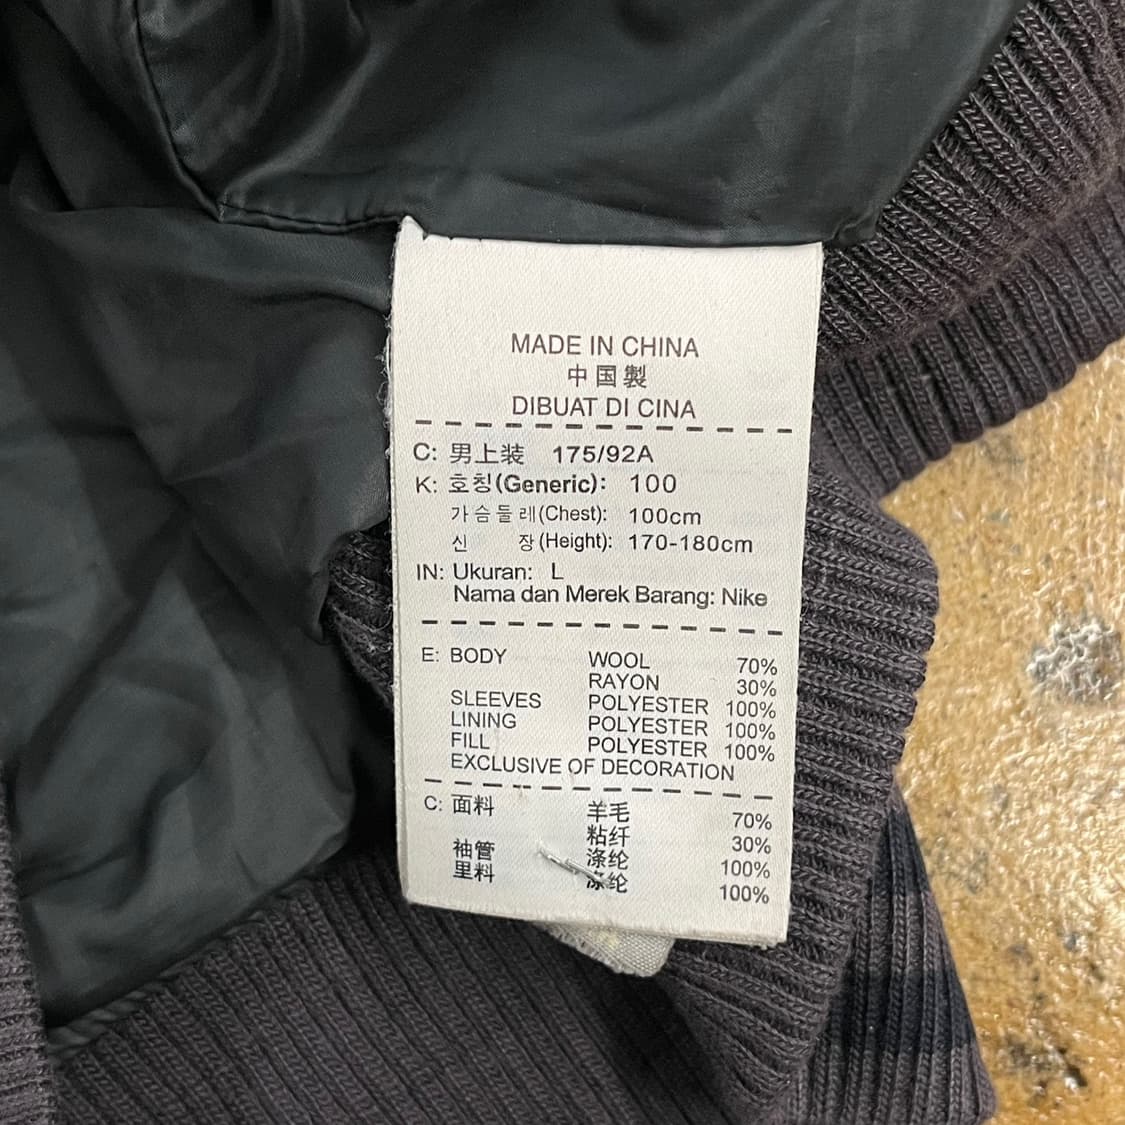 MADE IN CHINA
中国製
DIBUAT DI CINA
C: 男上装 175/92A
K: 호칭(Generic): 100
가슴둘레(Chest): 100cm
신 장(Height): 170-180cm
IN: Ukuran: L
Nama dan Merek Barang: Nike
E: BODY WOOL 70%
RAYON 30%
SLEEVES POLYESTER 100%
LINING POLYESTER 100%
FILL POLYESTER 100%
EXCLUSIVE OF DECORATION
C: 面料 羊毛 70%
粘纤 30%
袖管 涤纶 100%
里料 涤纶 100%